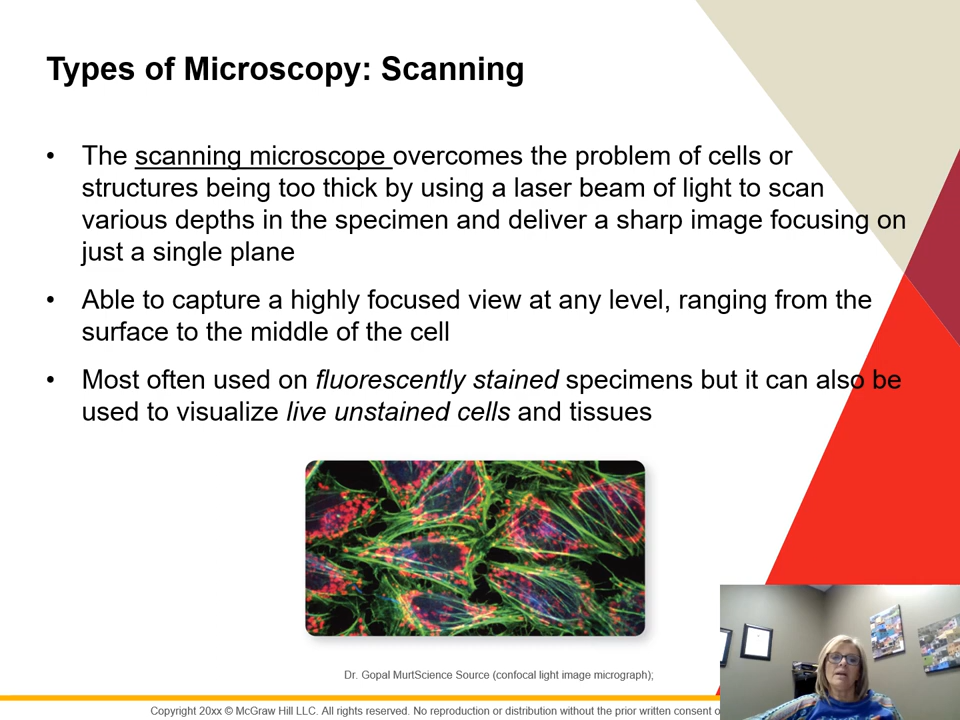 Types of Microscopy: Scanning
• The scanning microscope overcomes the problem of cells or
structures being too thick by using a laser beam of light to scan
various depths in the specimen and deliver a sharp image focusing on
just a single plane
• Able to capture a highly focused view at any level, ranging from the
surface to the middle of the cell
• Most often used on fluorescently stained specimens but it can also be
used to visualize live unstained cells and tissues
Dr. Gopal MurtScience Source (confocal light image micrograph);
Copyright 20xx © McGraw Hill LLC. All rights reserved. No reproduction or distribution without the prior written consent o